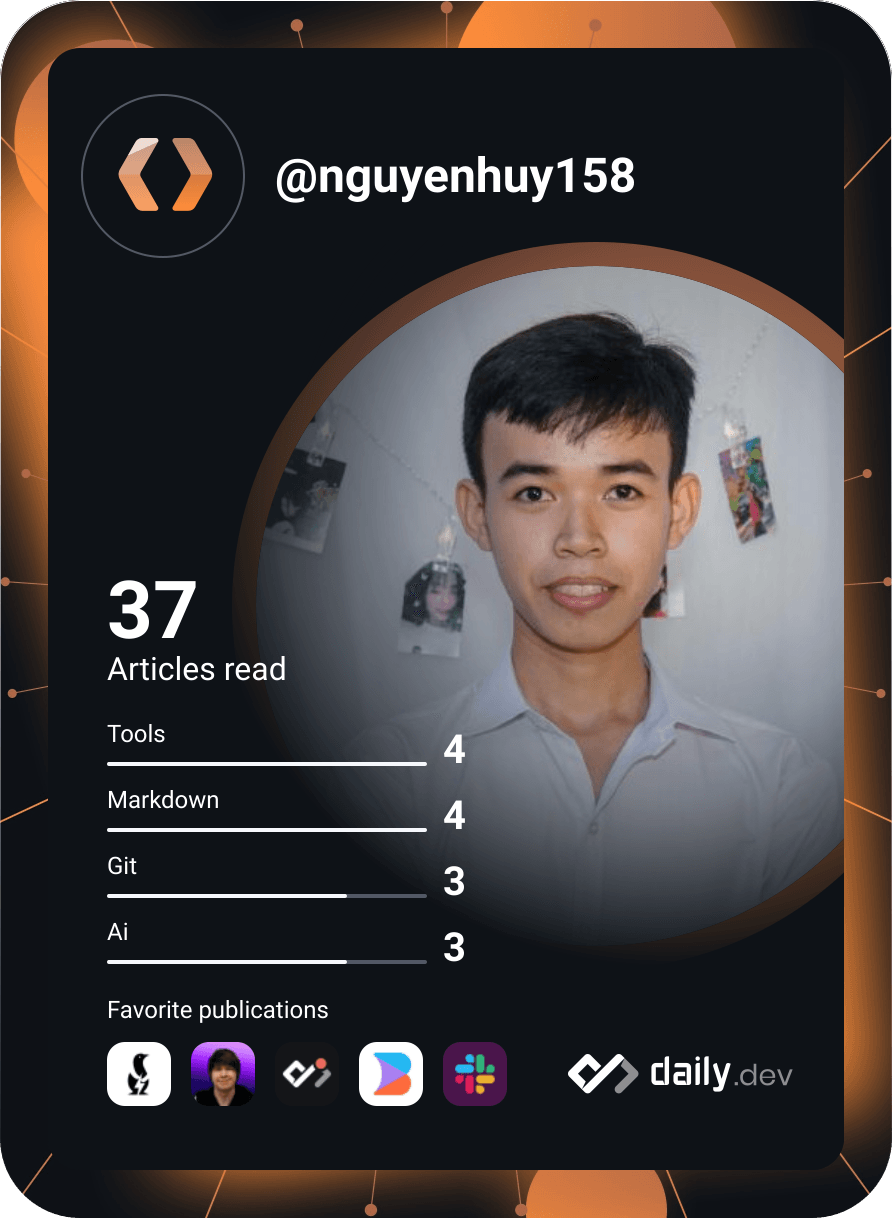 @nguyenhuy158
37
Articles read
Tools
4
Markdown
4
Git
3
Ai
3
Favorite publications
daily.dev